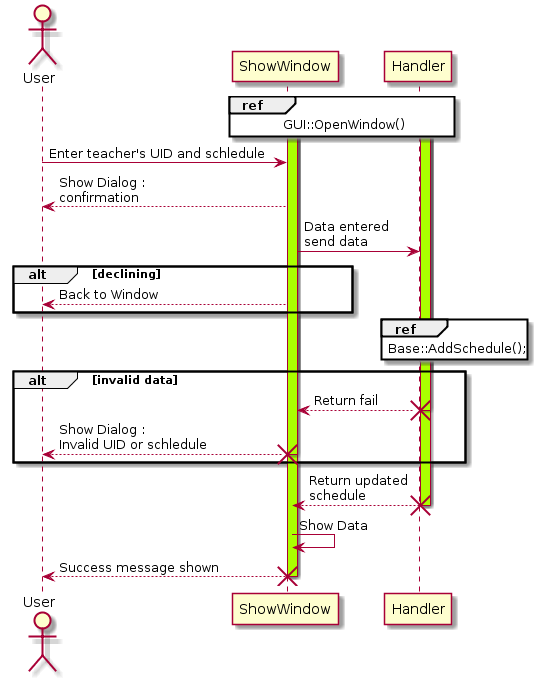 User
ShowWindow
Handler
ref
GUI::OpenWindow()
Enter teacher's UID and schledule
Show Dialog :
confirmation
Data entered
send data
alt [declining]
Back to Window
ref
Base::AddSchedule();
alt [invalid data]
Return fail
Show Dialog :
Invalid UID or schledule
Return updated
schedule
Show Data
Success message shown
User
ShowWindow
Handler